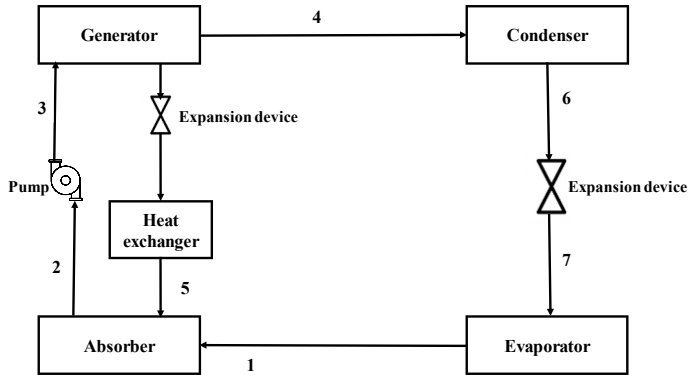 4
Generator
Condenser
3
6
Expansion device
Pump
Expansion device
Heat
exchanger
7
2
5
Absorber
Evaporator
1